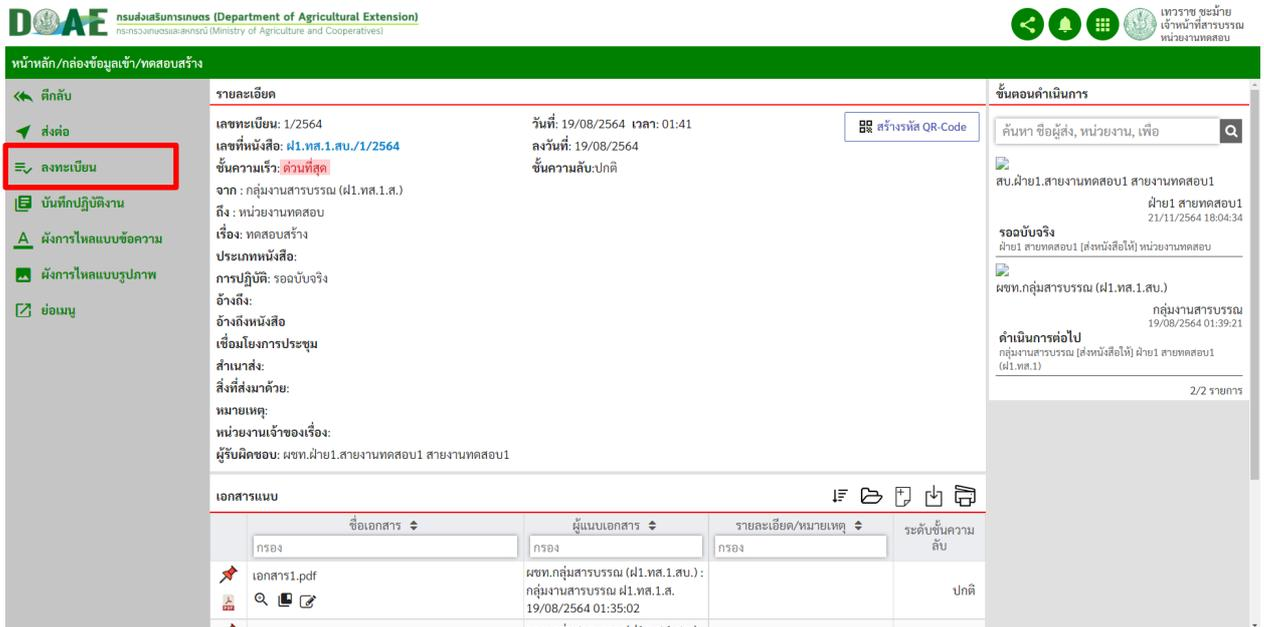 DOAE กรมส่งเสริมการเกษตร (Department of Agricultural Extension)
กระทรวงเกษตรและสหกรณ์ (Ministry of Agriculture and Cooperatives)
เทวราช ชะม้าย
เจ้าหน้าที่สารบรรณ
หน่วยงานทดสอบ
หน้าหลัก/กล่องข้อมูลเข้า/ทดสอบสร้าง
ตีกลับ
ส่งต่อ
ลงทะเบียน
บันทึกปฏิบัติงาน
ผังการไหลแบบข้อความ
ผังการไหลแบบรูปภาพ
ย่อเมนู
รายละเอียด
เลขทะเบียน: 1/2564 วันที่: 19/08/2564 เวลา: 01:41
สร้างรหัส QR-Code
เลขที่หนังสือ: ฝ1.ทส.1.สบ./1/2564 ลงวันที่: 19/08/2564
ชั้นความเร็ว: ด่วนที่สุด ชั้นความลับ:ปกติ
จาก : กลุ่มงานสารบรรณ (ฝ1.ทส.1.ส.)
ถึง : หน่วยงานทดสอบ
เรื่อง: ทดสอบสร้าง
ประเภทหนังสือ:
การปฏิบัติ: รอฉบับจริง
อ้างถึง:
อ้างถึงหนังสือ
เชื่อมโยงการประชุม
สำเนาส่ง:
สิ่งที่ส่งมาด้วย:
หมายเหตุ:
หน่วยงานเจ้าของเรื่อง:
ผู้รับผิดชอบ: ผชท.ฝ่าย1.สายงานทดสอบ1 สายงานทดสอบ1
เอกสารแนบ
ชื่อเอกสาร ผู้แนบเอกสาร รายละเอียด/หมายเหตุ ระดับชั้นความ
ลับ
กรอง กรอง กรอง
เอกสาร1.pdf
ผชท.กลุ่มสารบรรณ (ฝ1.ทส.1.สบ.) :
กลุ่มงานสารบรรณ ฝ1.ทส.1.ส.
19/08/2564 01:35:02
ปกติ
PDF
ขั้นตอนดำเนินการ
ค้นหา ชือผู้ส่ง, หน่วยงาน, เพือ
สบ.ฝ่าย1.สายงานทดสอบ1 สายงานทดสอบ1
ฝ่าย1 สายทดสอบ1
21/11/2564 18:04:34
รอฉบับจริง
ฝ่าย1 สายทดสอบ1 [ส่งหนังสือให้] หน่วยงานทดสอบ
ผชท.กลุ่มสารบรรณ (ฝ1.ทส.1.สบ.)
กลุ่มงานสารบรรณ
19/08/2564 01:39:21
ดำเนินการต่อไป
กลุ่มงานสารบรรณ [ส่งหนังสือให้] ฝ่าย1 สายทดสอบ1
(ฝ1.ทส.1)
2/2 รายการ